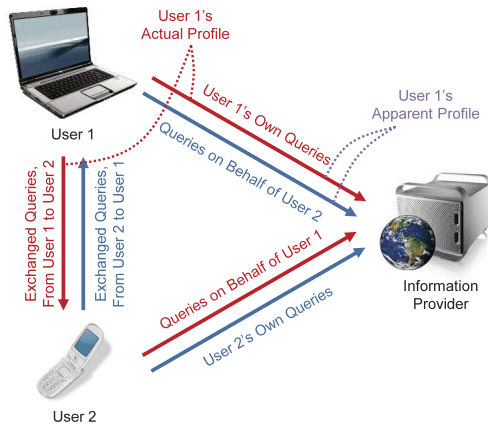 User 1’s
Actual Profile
User 1’s Own Queries
User 1’s
Apparent Profile
User 1
Queries on Behalf of User 2
Exchanged Queries,
From User 1 to User 2
Exchanged Queries,
From User 2 to User 1
Queries on Behalf of User 1
Information
Provider
User 2’s Own Queries
User 2